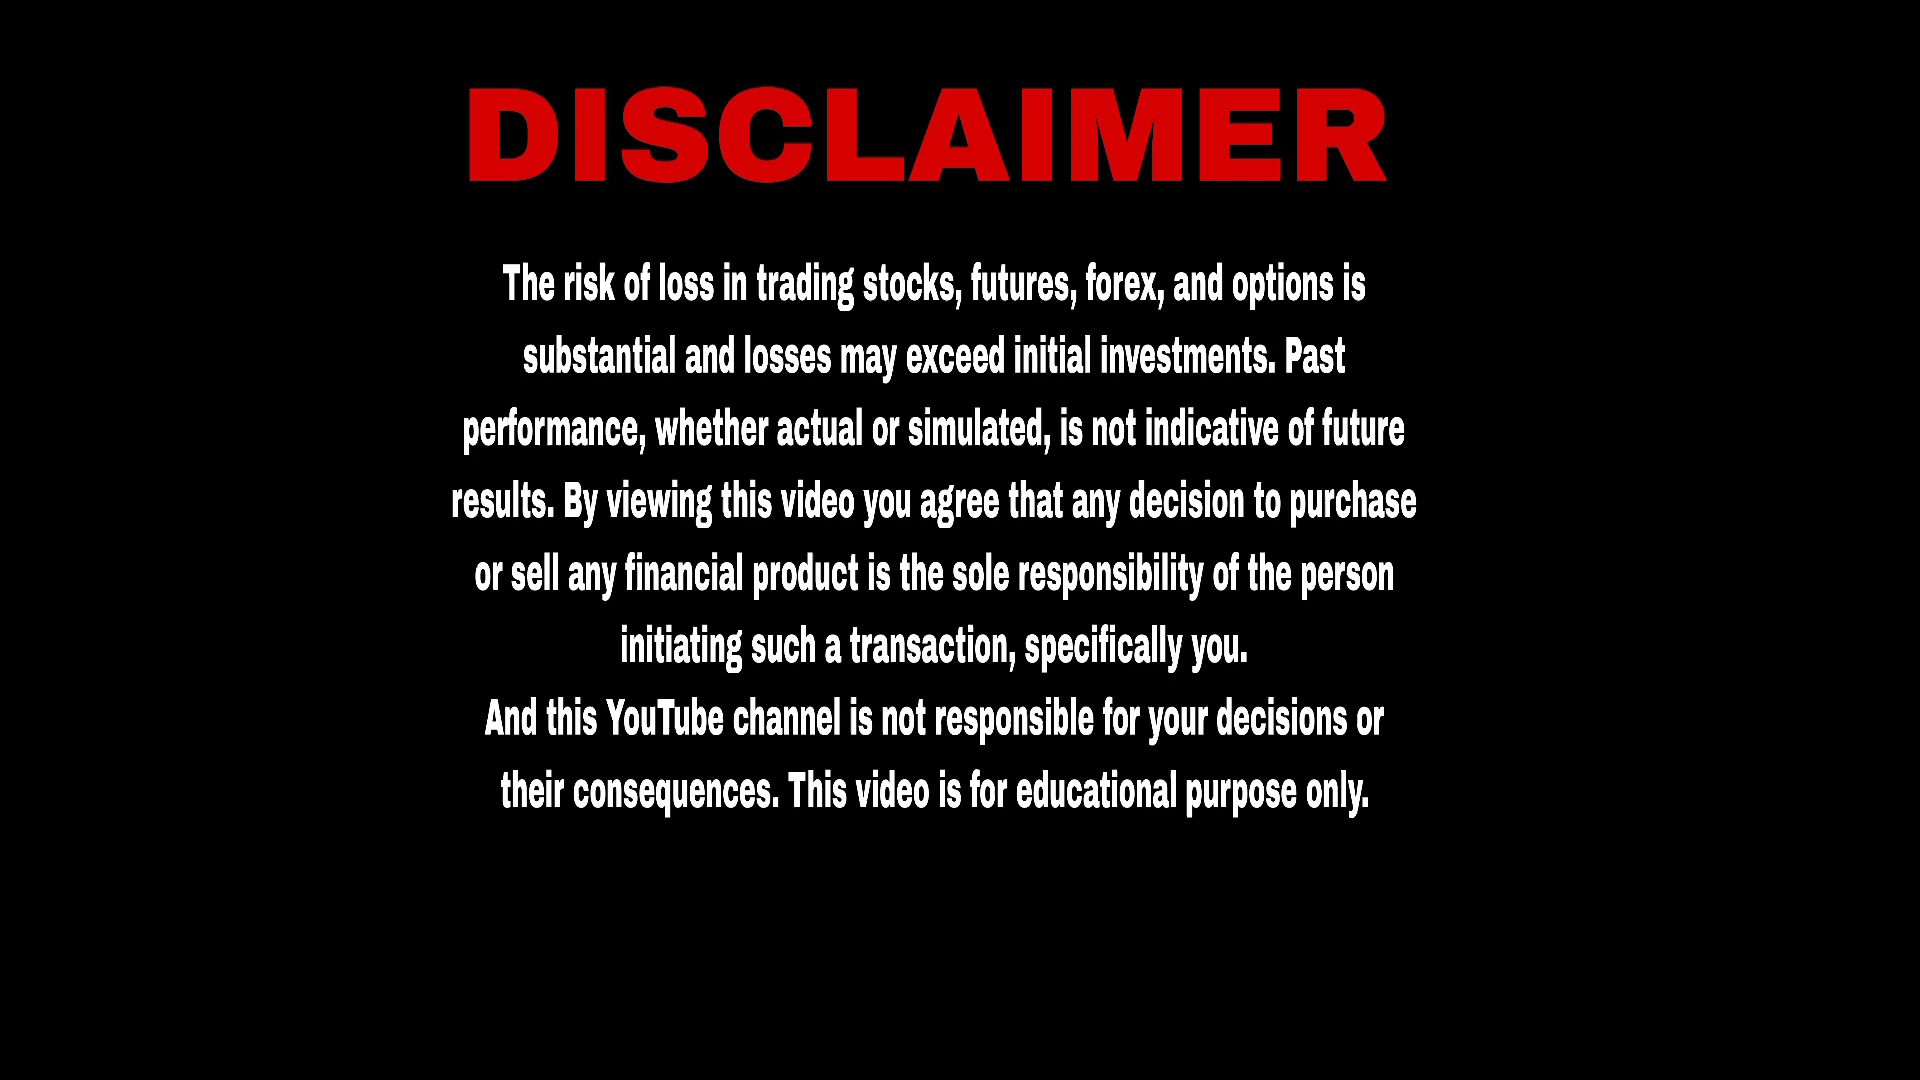 DISCLAIMER
The risk of loss in trading stocks, futures, forex, and options is
substantial and losses may exceed initial investments. Past
performance, whether actual or simulated, is not indicative of future
results. By viewing this video you agree that any decision to purchase
or sell any financial product is the sole responsibility of the person
initiating such a transaction, specifically you.
And this YouTube channel is not responsible for your decisions or
their consequences. This video is for educational purpose only.